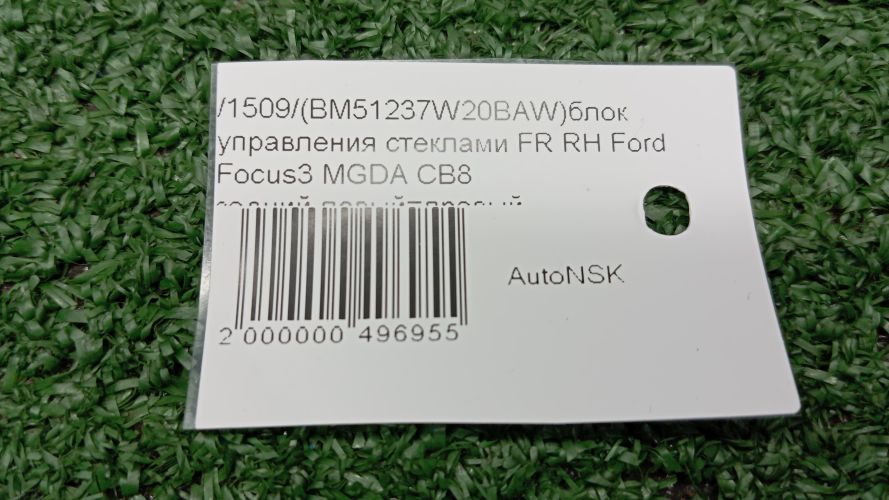 /1509/(BM51237W20BAW)блок
управления стеклами FR RH Ford
Focus3 MGDA CB8
AutoNSK
2 000000 496955